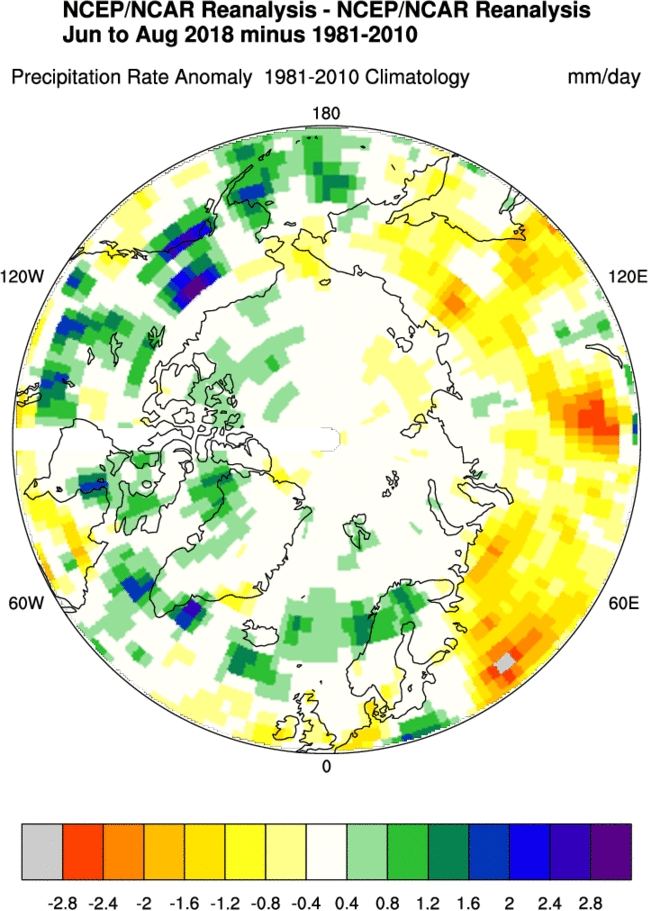 NCEP/NCAR Reanalysis - NCEP/NCAR Reanalysis
Jun to Aug 2018 minus 1981-2010
Precipitation Rate Anomaly 1981-2010 Climatology mm/day
180
120W 120E
60W 60E
0
-2.8 -2.4 -2 -1.6 -1.2 -0.8 -0.4 0.4 0.8 1.2 1.6 2 2.4 2.8